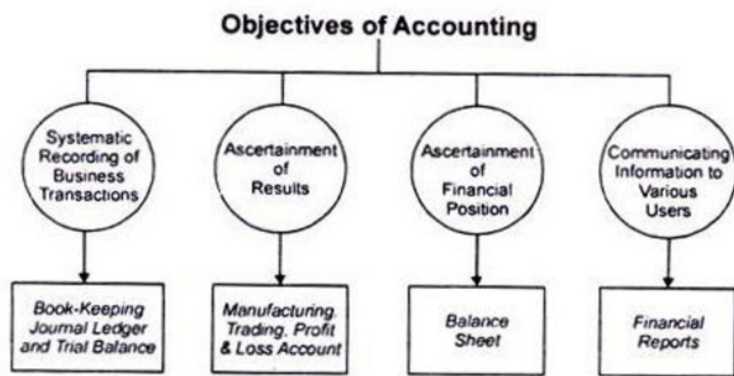 Objectives of Accounting
Systematic
Recording of
Business
Transactions
Ascertainment
of
Results
Ascertainment
of
Financial
Position
Communicating
Information to
Various
Users
Book-Keeping
Journal Ledger
and Trial Balance
Manufacturing,
Trading, Profit
& Loss Account
Balance
Sheet
Financial
Reports